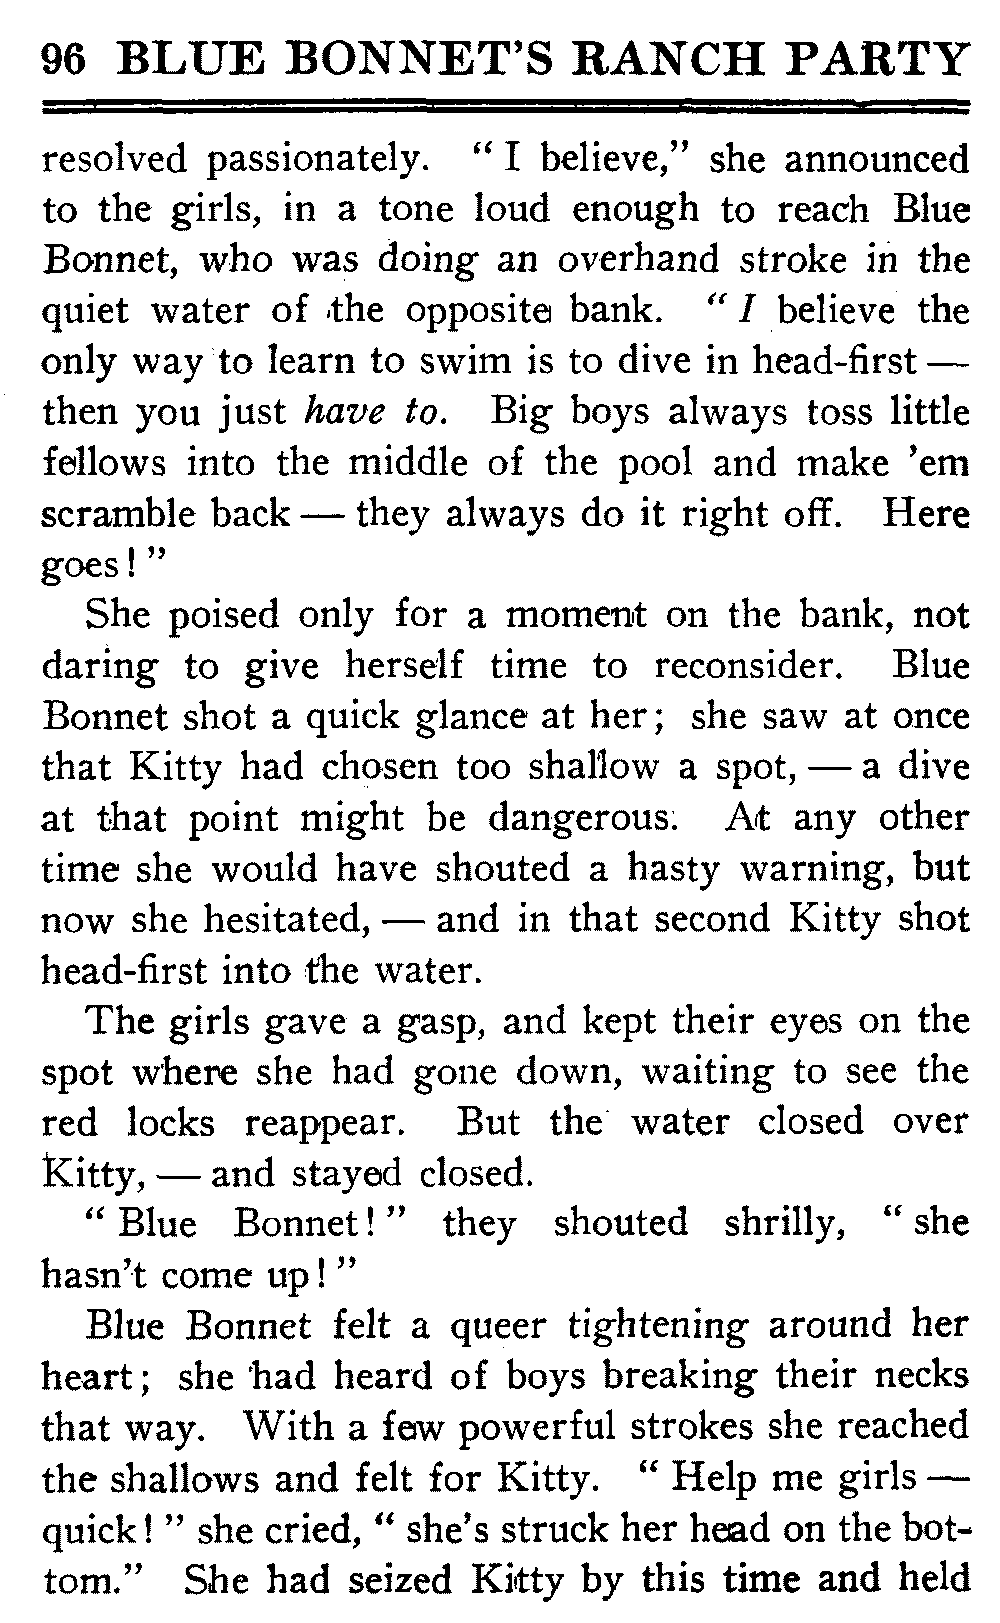 96 BLUE BONNET'S RANCH PARTY
resolved passionately. " I believe," she announced
to the girls, in a tone loud enough to reach Blue
Bonnet, who was doing an overhand stroke in the
quiet water of the opposite bank. " I believe the
only way to learn to swim is to dive in head-first —
then you just have to. Big boys always toss little
fellows into the middle of the pool and make 'em
scramble back — they always do it right off. Here
goes! "
She poised only for a moment on the bank, not
daring to give herself time to reconsider. Blue
Bonnet shot a quick glance at her; she saw at once
that Kitty had chosen too shallow a spot, — a dive
at that point might be dangerous. At any other
time she would have shouted a hasty warning, but
now she hesitated, — and in that second Kitty shot
head-first into the water.
The girls gave a gasp, and kept their eyes on the
spot where she had gone down, waiting to see the
red locks reappear. But the water closed over
Kitty, — and stayed closed.
" Blue Bonnet! " they shouted shrilly, " she
hasn't come up! "
Blue Bonnet felt a queer tightening around her
heart; she had heard of boys breaking their necks
that way. With a few powerful strokes she reached
the shallows and felt for Kitty. " Help me girls —
quick! " she cried, " she's struck her head on the bot-
tom." She had seized Kitty by this time and held